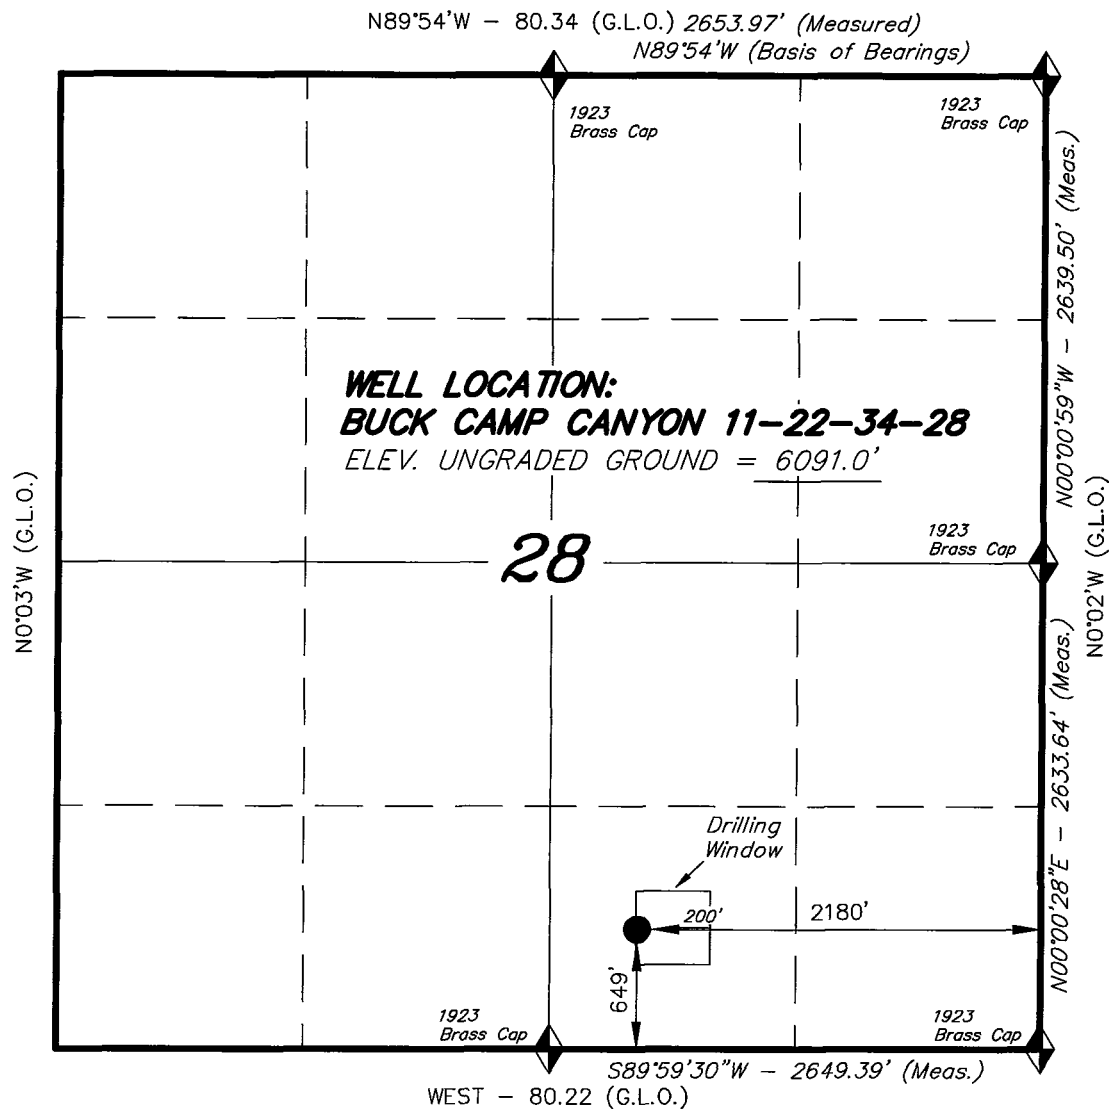 N89°54'W - 80.34 (G.L.O.) 2653.97' (Measured)
N89°54'W (Basis of Bearings)
1923
Brass Cap
1923
Brass Cap
N00°00'59"W - 2639.50' (Meas.)
WELL LOCATION:
BUCK CAMP CANYON 11-22-34-28
ELEV. UNGRADED GROUND = 6091.0'
N0°03'W (G.L.O.)
28
1923
Brass Cap
N0°02'W (G.L.O.)
N00°00'28"E - 2633.64' (Meas.)
Drilling
Window
200'
2180'
649'
1923
Brass Cap
1923
Brass Cap
S89°59'30"W - 2649.39' (Meas.)
WEST - 80.22 (G.L.O.)